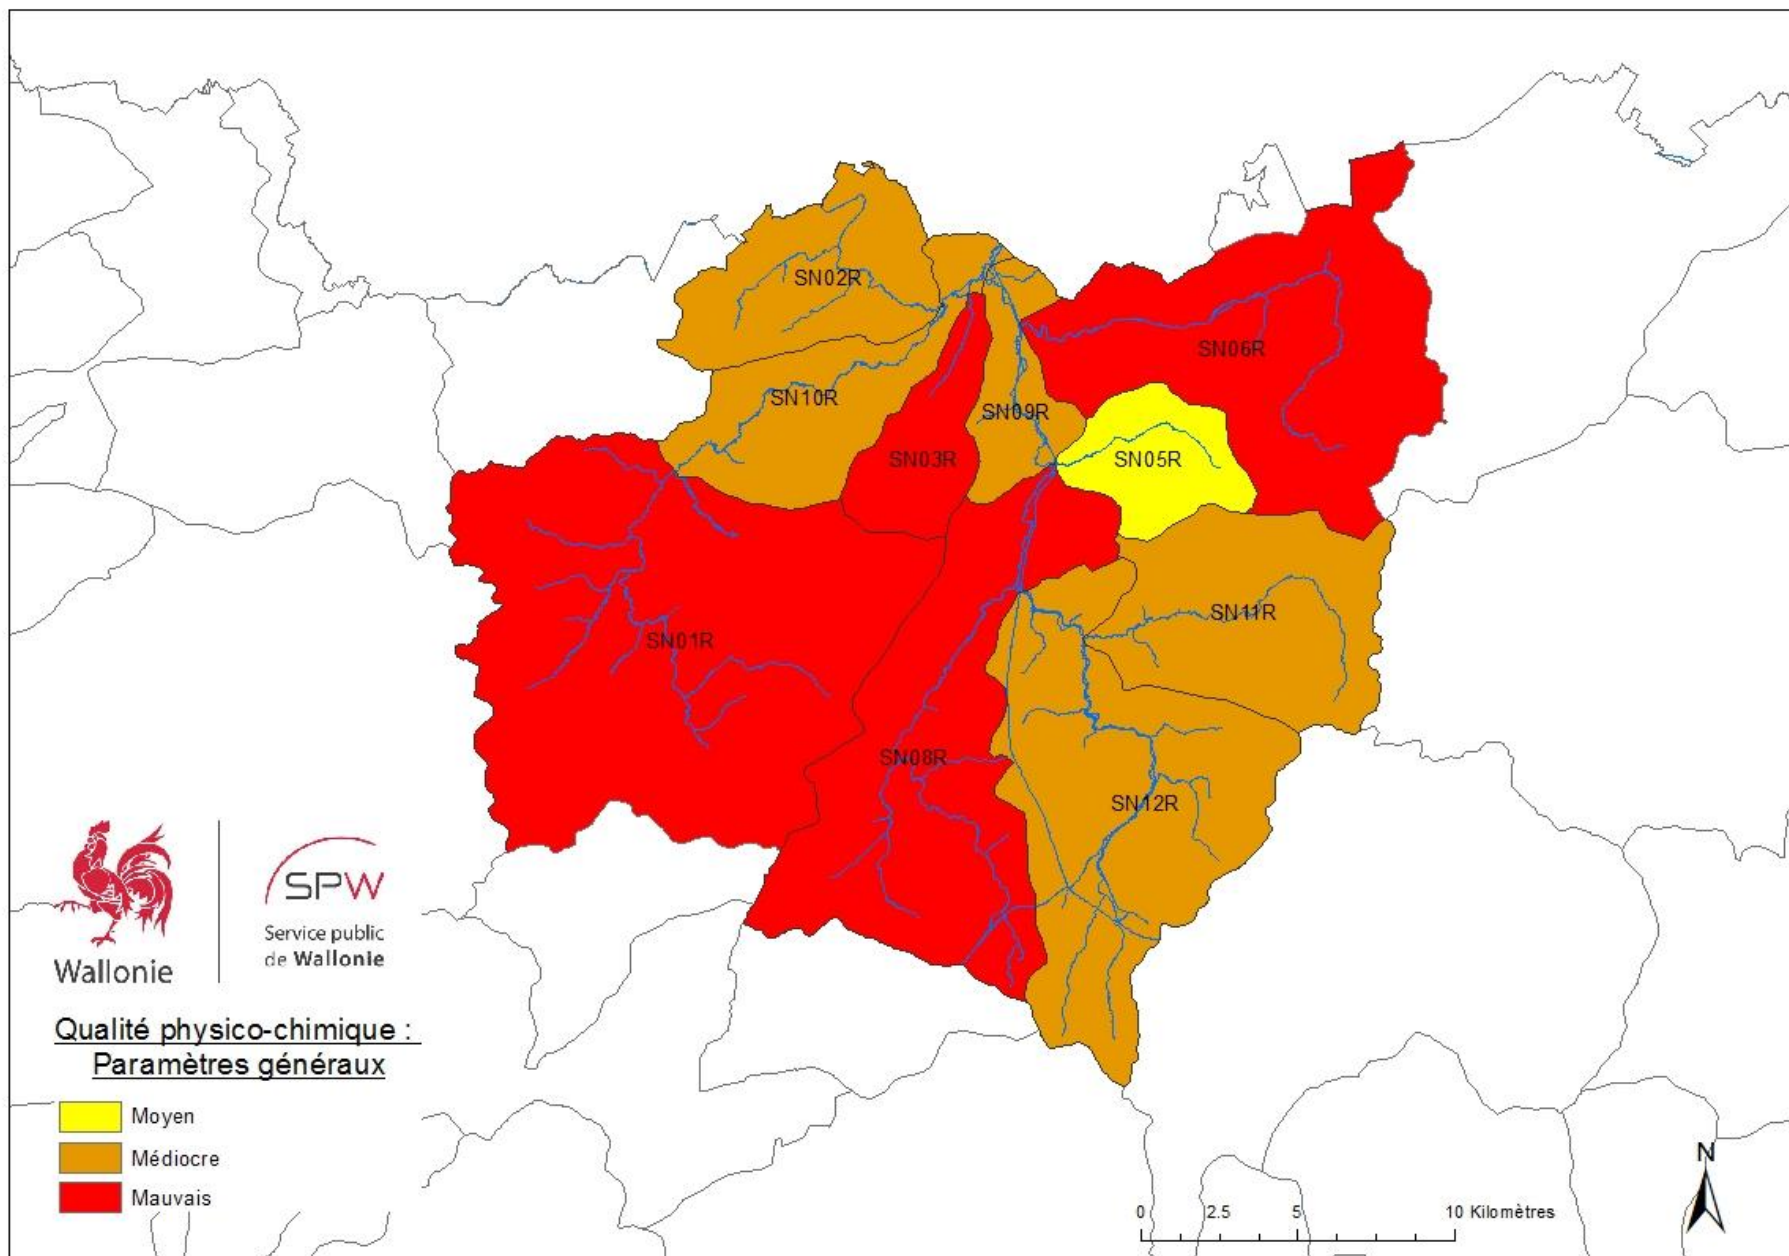 SN02R
SN06R
SN10R
SN09R
SN03R
SN05R
SN11R
SN01R
SN08R
SN12R
SPW
Service public
de Wallonie
Wallonie
Qualité physico-chimique :
Paramètres généraux
Moyen
Médiocre
Mauvais
N
0 2.5 5 10 Kilomètres